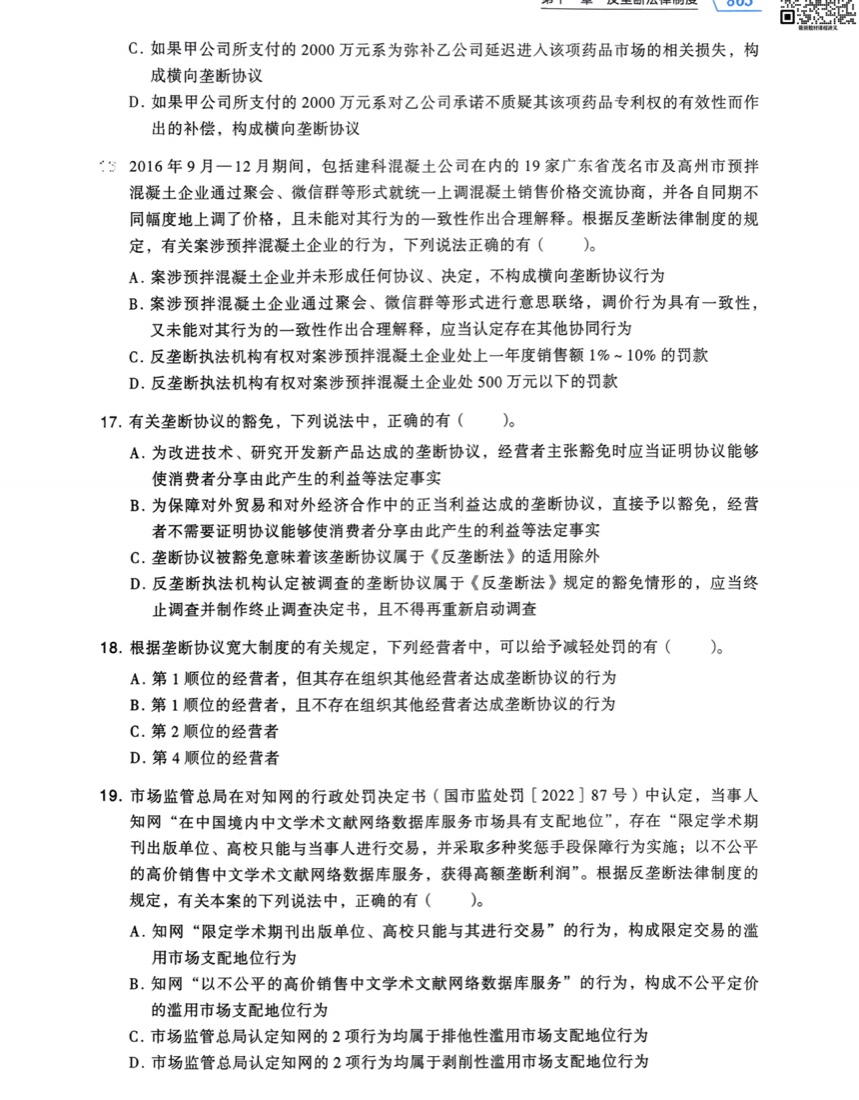 C. 如果甲公司所支付的 2000 万元系为弥补乙公司延迟进入该项药品市场的相关损失，构
成横向垄断协议
D. 如果甲公司所支付的 2000 万元系对乙公司承诺不质疑其该项药品专利权的有效性而作
出的补偿，构成横向垄断协议
2016 年 9 月—12 月期间，包括建科混凝土公司在内的 19 家广东省茂名市及高州市预拌
混凝土企业通过聚会、微信群等形式就统一上调混凝土销售价格交流协商，并各自同期不
同幅度地上调了价格，且未能对其行为的一致性作出合理解释。根据反垄断法律制度的规
定，有关案涉预拌混凝土企业的行为，下列说法正确的有（　　）。
A. 案涉预拌混凝土企业并未形成任何协议、决定，不构成横向垄断协议行为
B. 案涉预拌混凝土企业通过聚会、微信群等形式进行意思联络，调价行为具有一致性，
又未能对其行为的一致性作出合理解释，应当认定存在其他协同行为
C. 反垄断执法机构有权对案涉预拌混凝土企业处上一年度销售额 1% ~ 10% 的罚款
D. 反垄断执法机构有权对案涉预拌混凝土企业处 500 万元以下的罚款
17. 有关垄断协议的豁免，下列说法中，正确的有（　　）。
A. 为改进技术、研究开发新产品达成的垄断协议，经营者主张豁免时应当证明协议能够
使消费者分享由此产生的利益等法定事实
B. 为保障对外贸易和对外经济合作中的正当利益达成的垄断协议，直接予以豁免，经营
者不需要证明协议能够使消费者分享由此产生的利益等法定事实
C. 垄断协议被豁免意味着该垄断协议属于《反垄断法》的适用除外
D. 反垄断执法机构认定被调查的垄断协议属于《反垄断法》规定的豁免情形的，应当终
止调查并制作终止调查决定书，且不得再重新启动调查
18. 根据垄断协议宽大制度的有关规定，下列经营者中，可以给予减轻处罚的有（　　）。
A. 第 1 顺位的经营者，但其存在组织其他经营者达成垄断协议的行为
B. 第 1 顺位的经营者，且不存在组织其他经营者达成垄断协议的行为
C. 第 2 顺位的经营者
D. 第 4 顺位的经营者
19. 市场监管总局在对知网的行政处罚决定书（国市监处罚［2022］87 号）中认定，当事人
知网“在中国境内中文学术文献网络数据库服务市场具有支配地位”，存在“限定学术期
刊出版单位、高校只能与当事人进行交易，并采取多种奖惩手段保障行为实施；以不公平
的高价销售中文学术文献网络数据库服务，获得高额垄断利润”。根据反垄断法律制度的
规定，有关本案的下列说法中，正确的有（　　）。
A. 知网“限定学术期刊出版单位、高校只能与其进行交易”的行为，构成限定交易的滥
用市场支配地位行为
B. 知网“以不公平的高价销售中文学术文献网络数据库服务”的行为，构成不公平定价
的滥用市场支配地位行为
C. 市场监管总局认定知网的 2 项行为均属于排他性滥用市场支配地位行为
D. 市场监管总局认定知网的 2 项行为均属于剥削性滥用市场支配地位行为